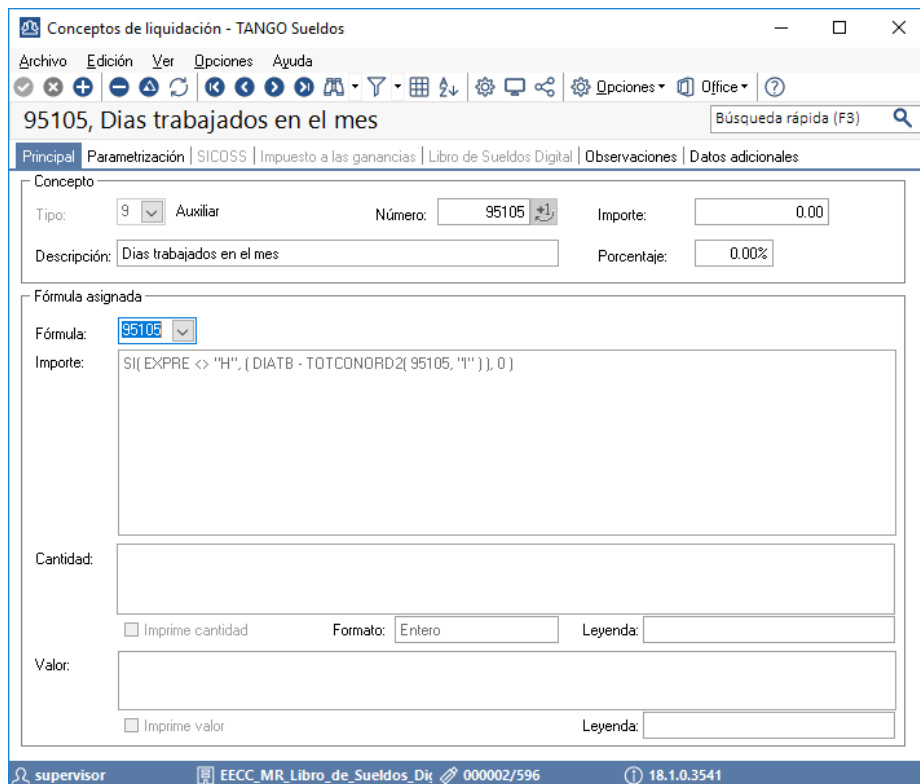 Conceptos de liquidación - TANGO Sueldos
Archivo Edición Ver Opciones Ayuda
Opciones Office
95105, Dias trabajados en el mes
Búsqueda rápida (F3)
Principal Parametrización SICOSS Impuesto a las ganancias Libro de Sueldos Digital Observaciones Datos adicionales
Concepto
Tipo: 9 Auxiliar Número: 95105 +1 Importe: 0.00
Descripción: Dias trabajados en el mes Porcentaje: 0.00%
Fórmula asignada
Fórmula: 95105
Importe: SI( EXPRE <> "H", ( DIATB - TOTCONORD2( 95105, "I" ) ), 0 )
Cantidad:
Imprime cantidad Formato: Entero Leyenda:
Valor:
Imprime valor Leyenda:
supervisor EECC_MR_Libro_de_Sueldos_Dig 000002/596 18.1.0.3541